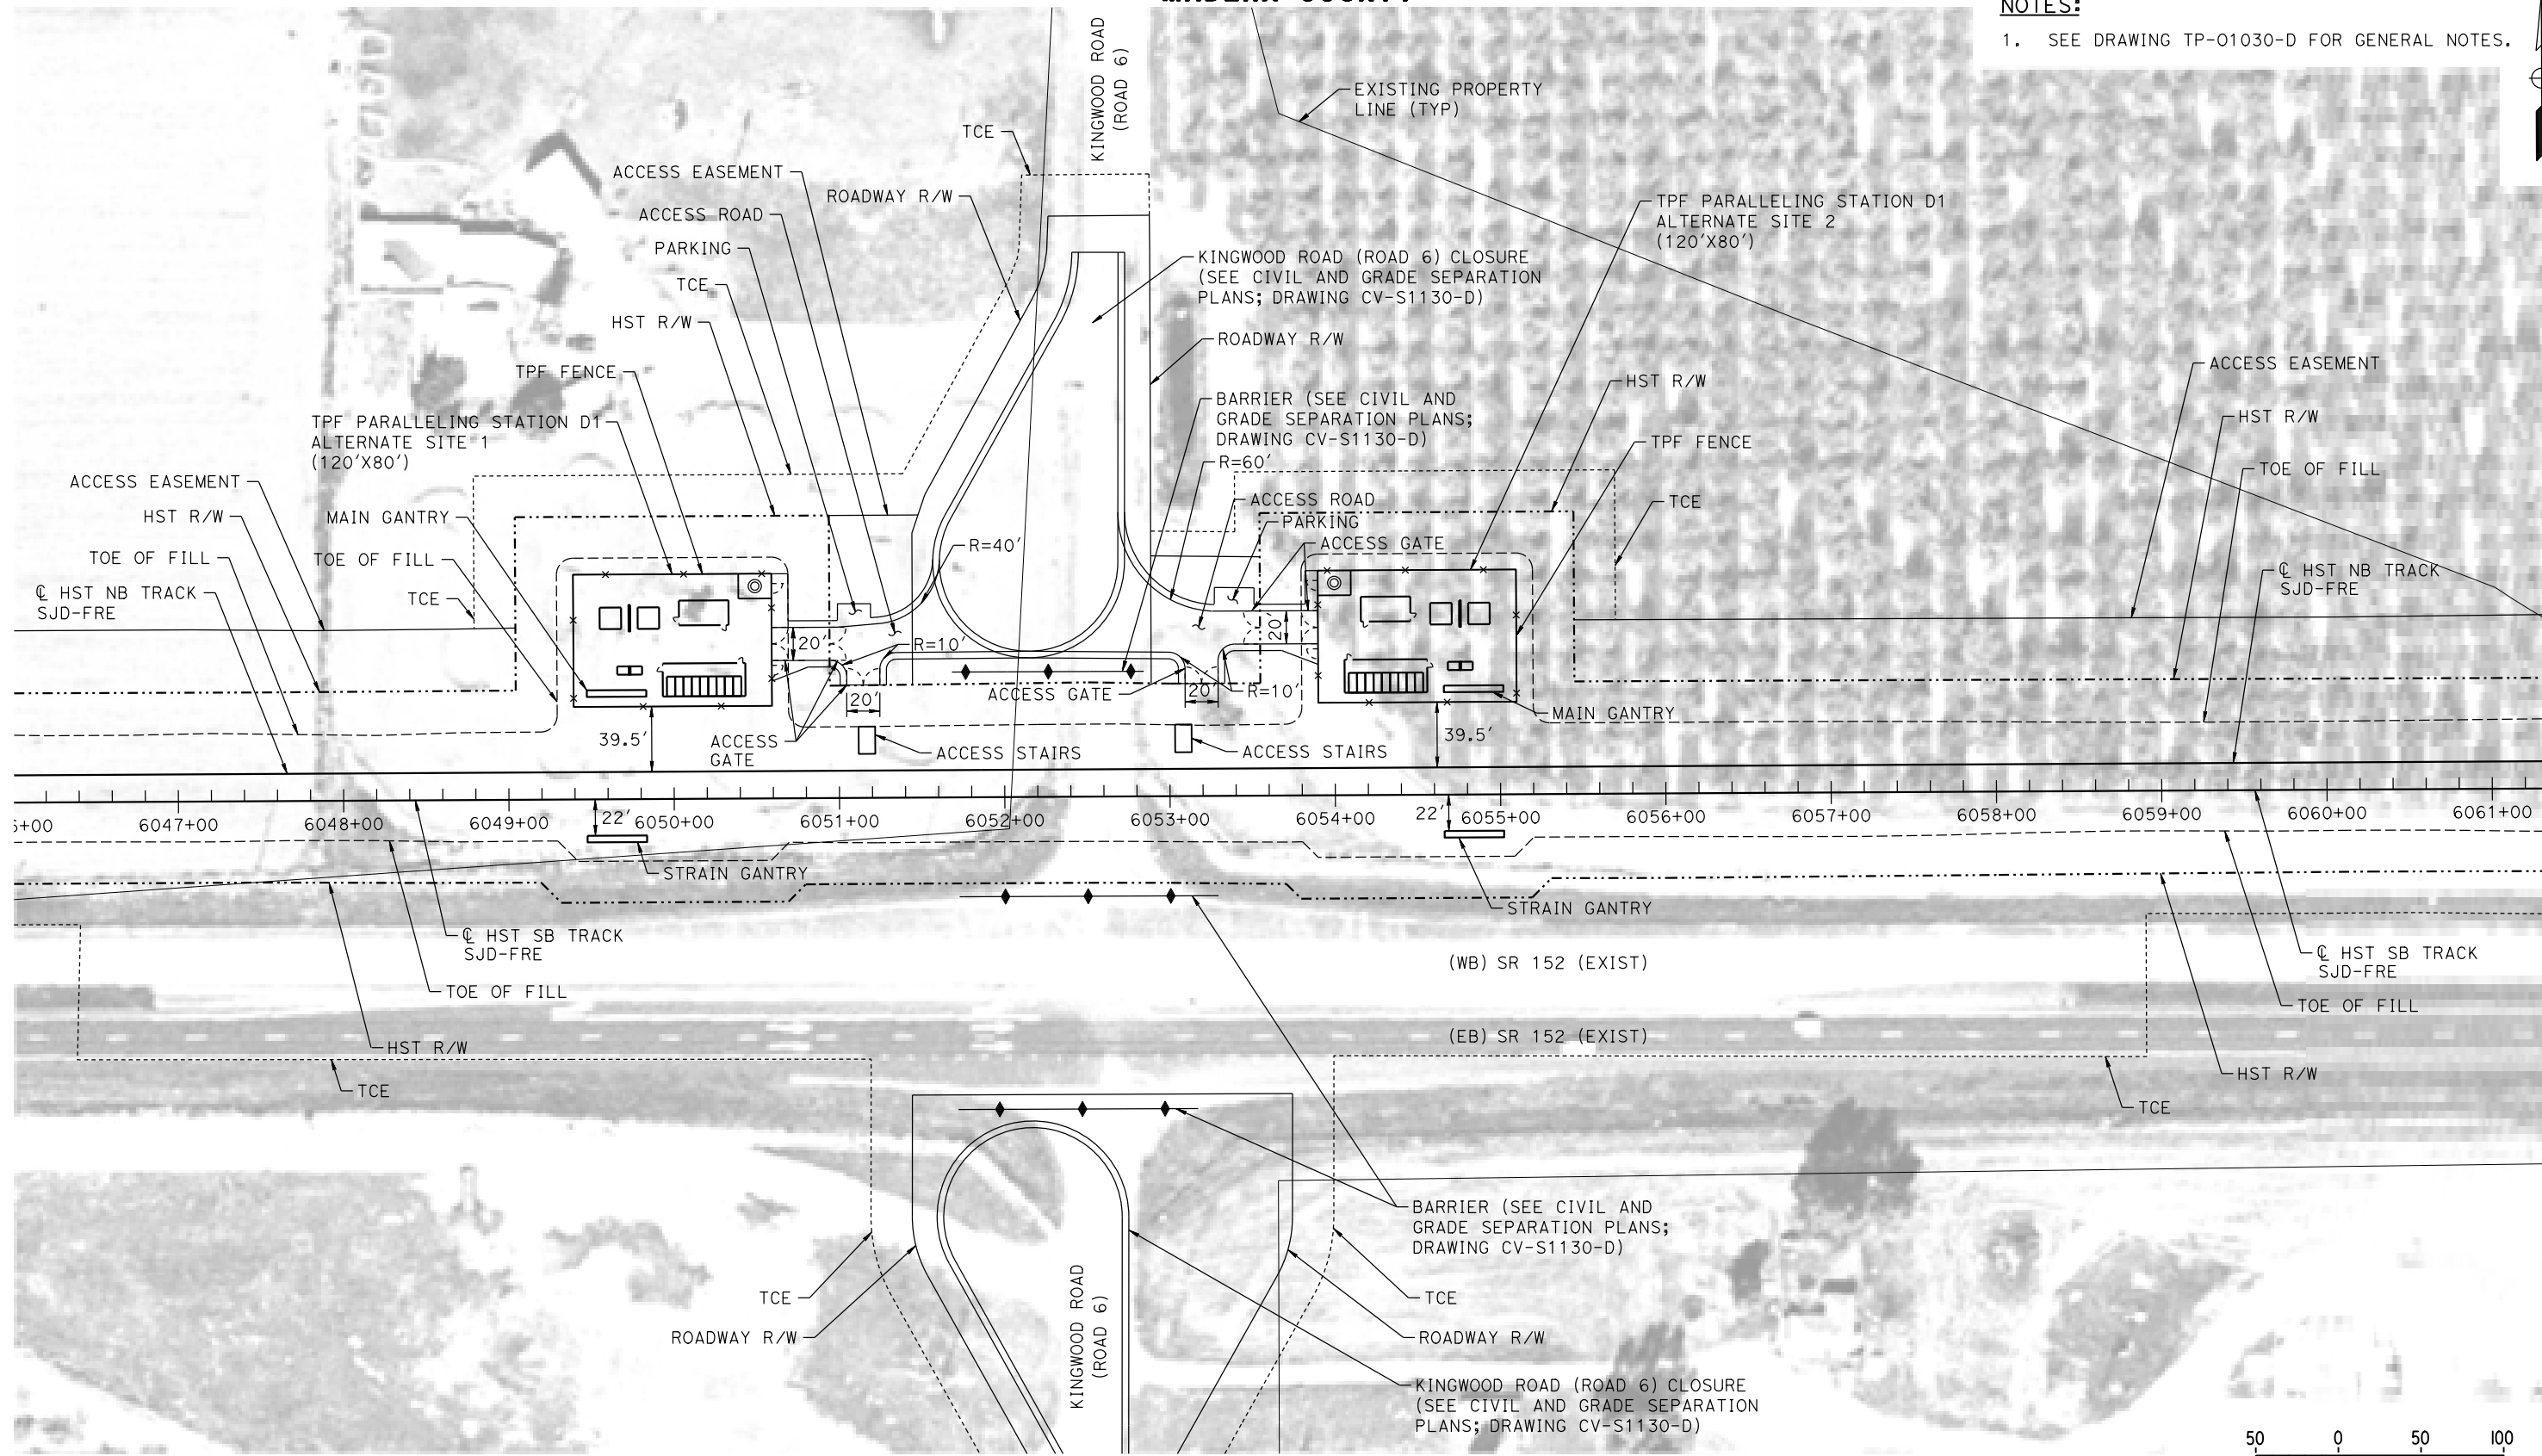 MADERA COUNTY
NOTES:
1. SEE DRAWING TP-O1030-D FOR GENERAL NOTES.
KINGWOOD ROAD
(ROAD 6)
EXISTING PROPERTY
LINE (TYP)
TCE
ACCESS EASEMENT
ROADWAY R/W
ACCESS ROAD
PARKING
TCE
HST R/W
TPF FENCE
TPF PARALLELING STATION D1
ALTERNATE SITE 1
(120'X80')
TPF PARALLELING STATION D1
ALTERNATE SITE 2
(120'X80')
KINGWOOD ROAD (ROAD 6) CLOSURE
(SEE CIVIL AND GRADE SEPARATION
PLANS; DRAWING CV-S1130-D)
ROADWAY R/W
HST R/W
BARRIER (SEE CIVIL AND
GRADE SEPARATION PLANS;
DRAWING CV-S1130-D)
TPF FENCE
R=60'
ACCESS ROAD
TCE
PARKING
ACCESS GATE
ACCESS EASEMENT
HST R/W
TOE OF FILL
℄ HST NB TRACK
SJD-FRE
ACCESS EASEMENT
HST R/W
MAIN GANTRY
TOE OF FILL
TOE OF FILL
℄ HST NB TRACK
SJD-FRE
TCE
R=40'
20'
R=10'
20'
ACCESS GATE
20'
R=10'
20'
MAIN GANTRY
39.5'
ACCESS
GATE
ACCESS STAIRS
ACCESS STAIRS
39.5'
5+00
6047+00
6048+00
6049+00
22'
6050+00
6051+00
6052+00
6053+00
6054+00
22'
6055+00
6056+00
6057+00
6058+00
6059+00
6060+00
6061+00
STRAIN GANTRY
STRAIN GANTRY
℄ HST SB TRACK
SJD-FRE
TOE OF FILL
HST R/W
TCE
(WB) SR 152 (EXIST)
(EB) SR 152 (EXIST)
℄ HST SB TRACK
SJD-FRE
TOE OF FILL
HST R/W
TCE
BARRIER (SEE CIVIL AND
GRADE SEPARATION PLANS;
DRAWING CV-S1130-D)
TCE
ROADWAY R/W
KINGWOOD ROAD
(ROAD 6)
TCE
ROADWAY R/W
KINGWOOD ROAD (ROAD 6) CLOSURE
(SEE CIVIL AND GRADE SEPARATION
PLANS; DRAWING CV-S1130-D)
50 0 50 100